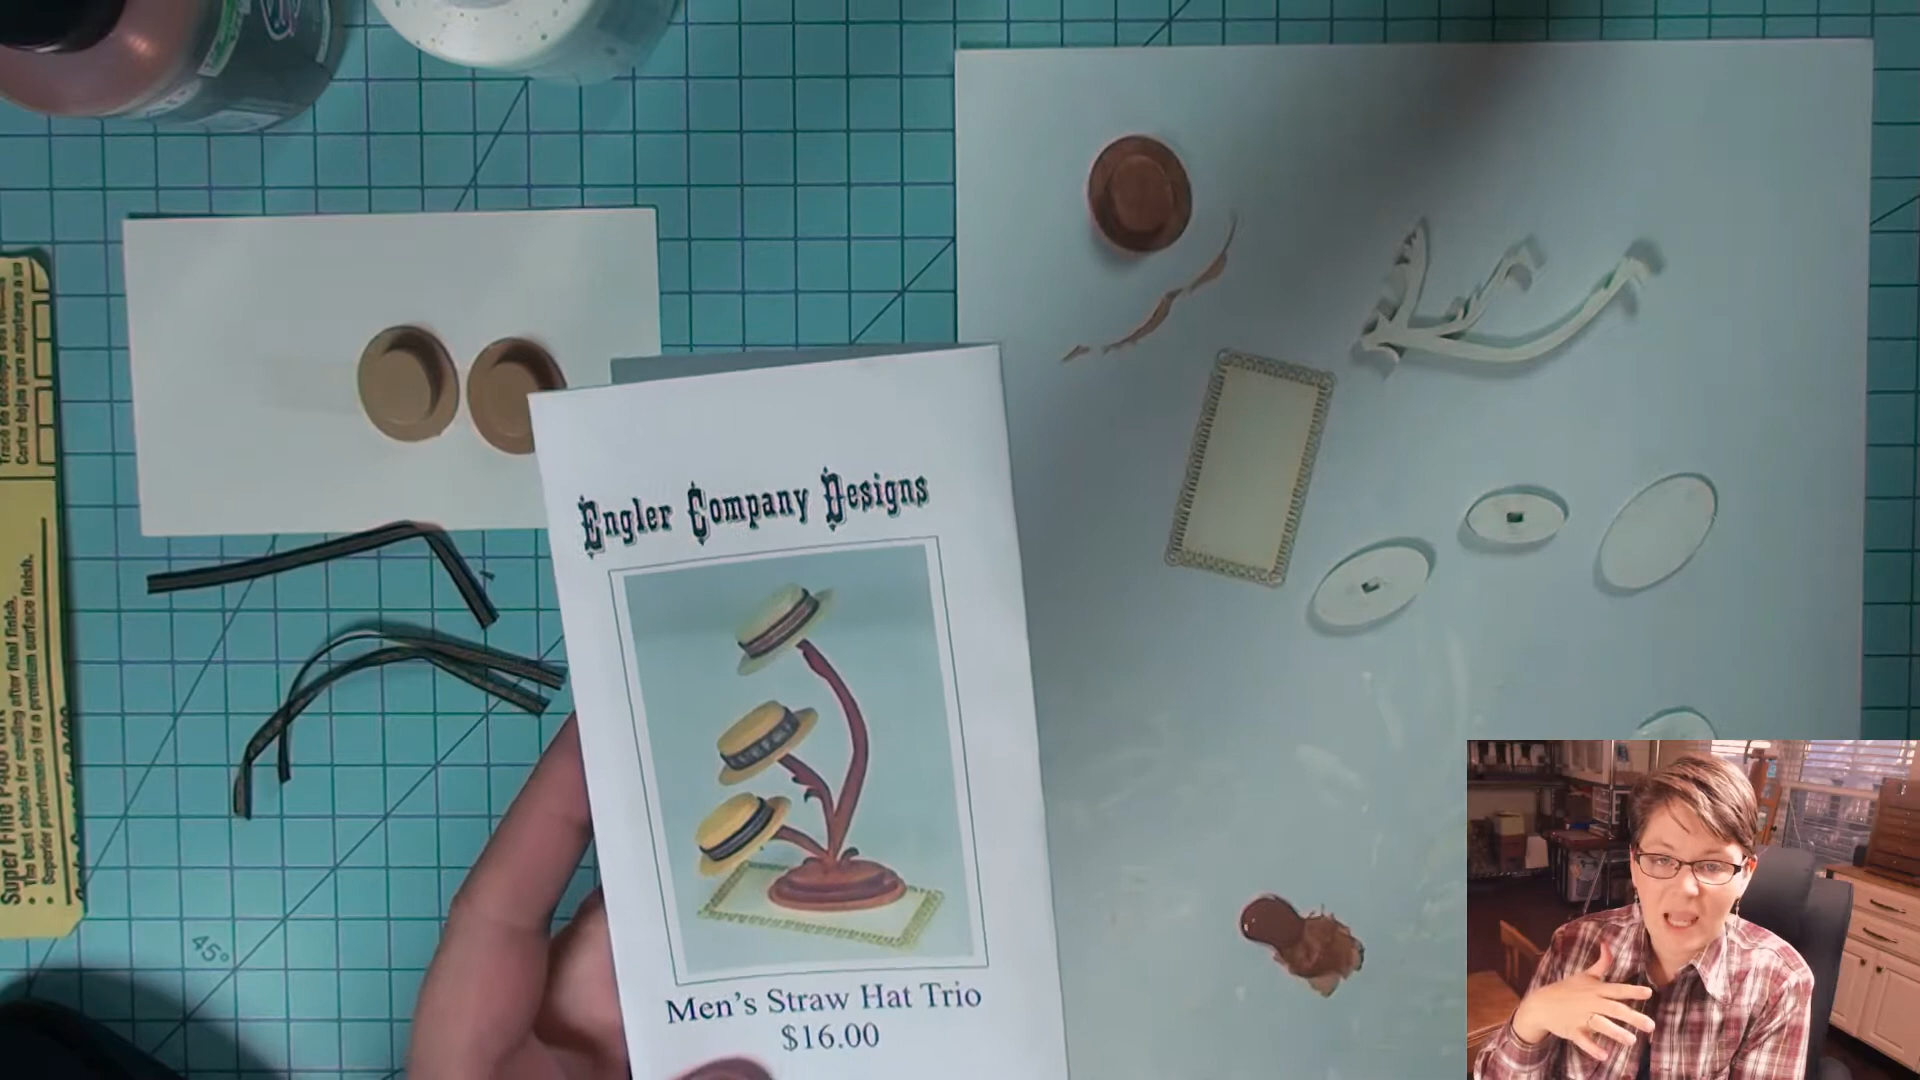 Engler Company Designs
Men's Straw Hat Trio
$16.00
Super Fine P400
• The best choice for sanding after final finish.
• Superior performance for a premium surface finish.
45°